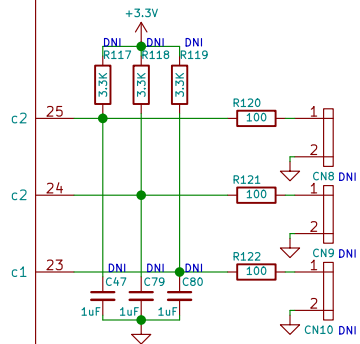 +3.3V
DNI DNI DNI
R117 R118 R119
3.3K 3.3K 3.3K
c2 25 R120 100 1
2
CN8 DNI
c2 24 R121 100 1
2
CN9 DNI
c1 23 R122 100 1
DNI DNI DNI
C47 C79 C80
1uF 1uF 1uF
2
CN10 DNI